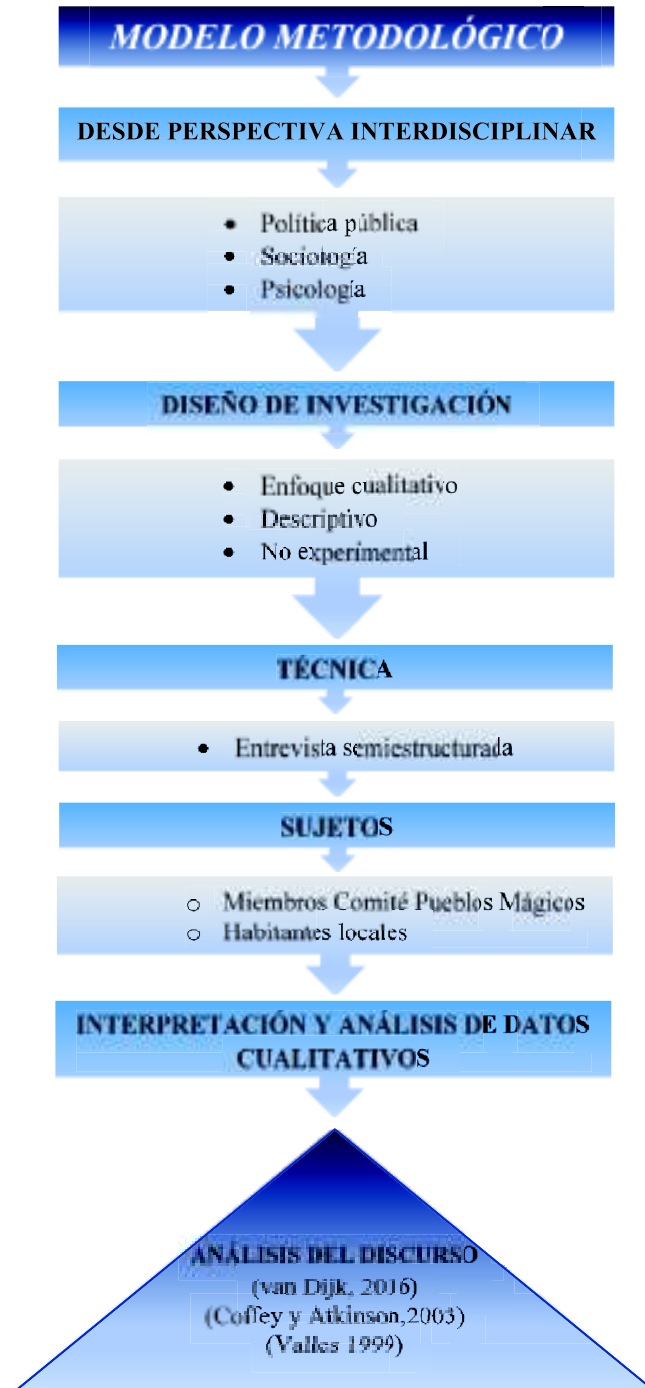 MODELO METODOLÓGICO
DESDE PERSPECTIVA INTERDISCIPLINAR
• Política pública
• Sociología
• Psicología
DISEÑO DE INVESTIGACIÓN
• Enfoque cualitativo
• Descriptivo
• No experimental
TÉCNICA
• Entrevista semiestructurada
SUJETOS
o Miembros Comité Pueblos Mágicos
o Habitantes locales
INTERPRETACIÓN Y ANÁLISIS DE DATOS
CUALITATIVOS
ANÁLISIS DEL DISCURSO
(van Dijk, 2016)
(Coffey y Atkinson,2003)
(Valles 1999)